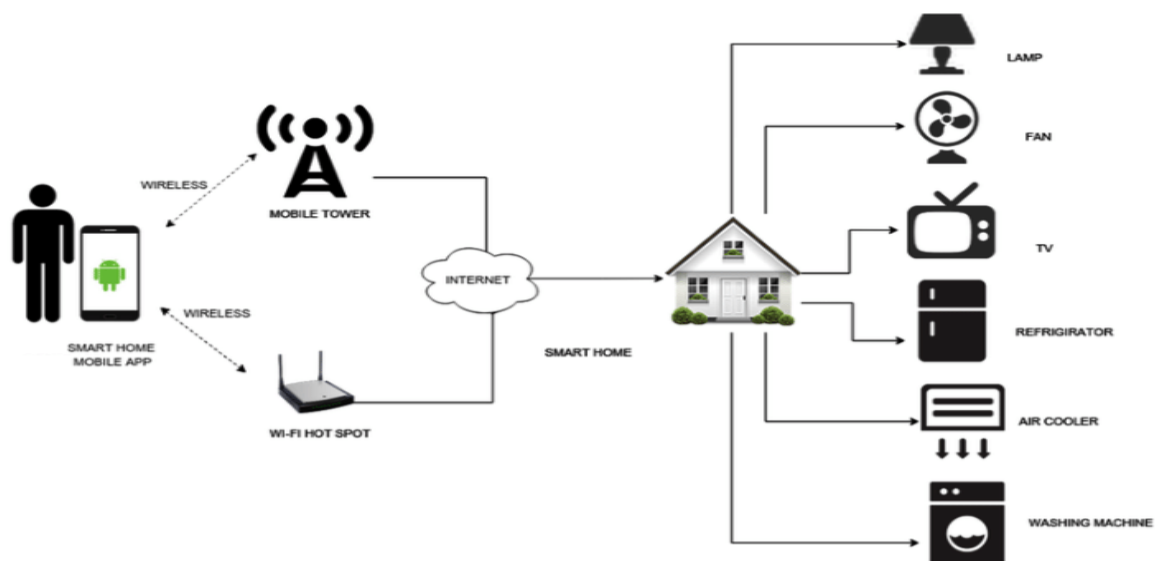 WIRELESS
MOBILE TOWER
WIRELESS
SMART HOME
MOBILE APP
WI-FI HOT SPOT
INTERNET
SMART HOME
LAMP
FAN
TV
REFRIGIRATOR
AIR COOLER
WASHING MACHINE